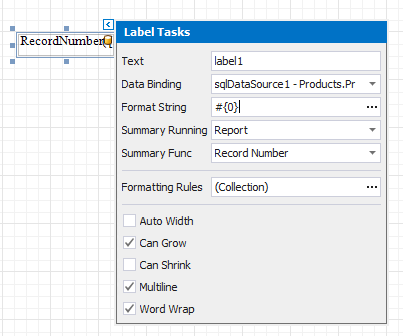 RecordNumber(
Label Tasks
Text label1
Data Binding sqlDataSource1 - Products.Pr
Format String #{0}
Summary Running Report
Summary Func Record Number
Formatting Rules (Collection)
Auto Width
Can Grow
Can Shrink
Multiline
Word Wrap